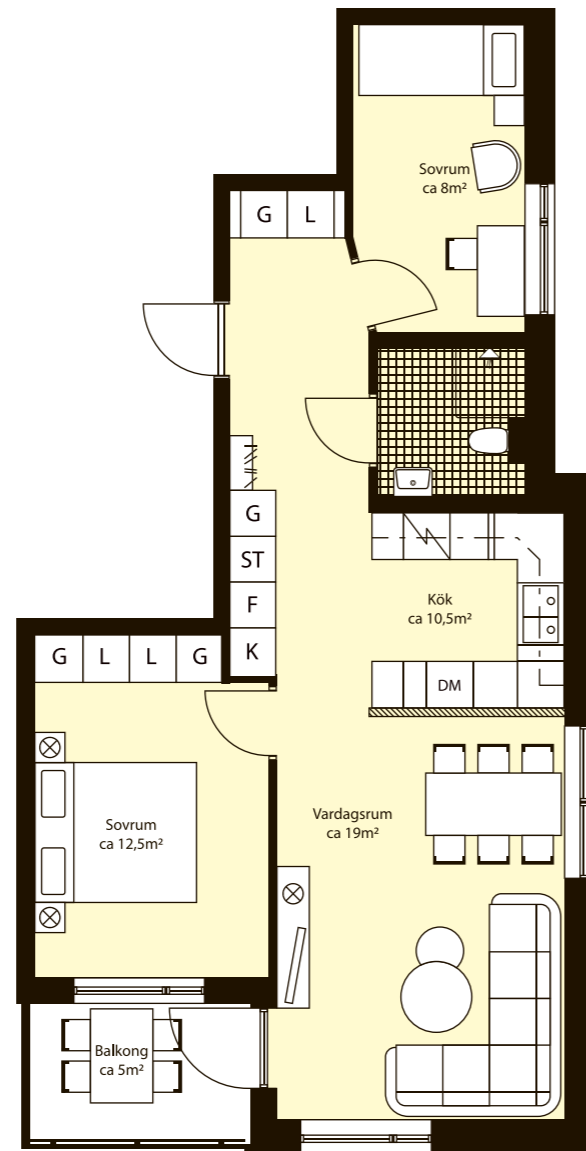 Sovrum
ca 8m²
G L
G
ST
F
K
Kök
ca 10,5m²
DM
G L L G
Sovrum
ca 12,5m²
Vardagsrum
ca 19m²
Balkong
ca 5m²